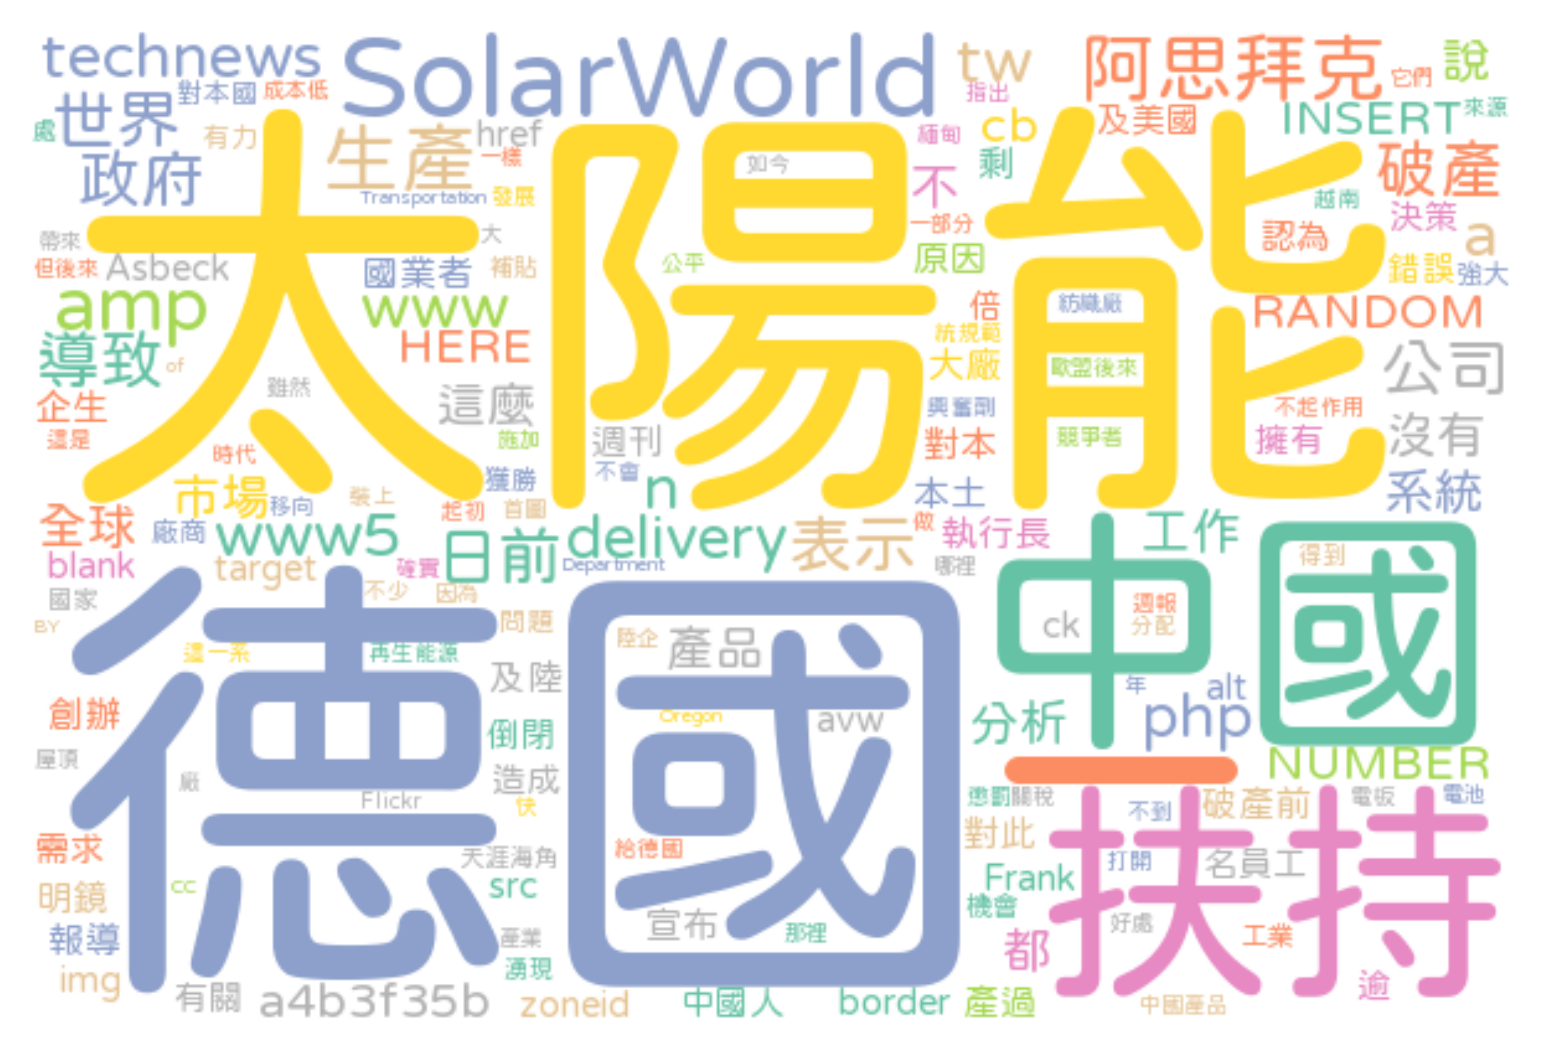 technews SolarWorld tw 阿思拜克 它們 說
世界 對本國 成本低 指出 INSERT 來源
處 有力 生產 href 緬甸 cb 及美國
政府 一樣 如今 不 剩 破產
Transportation 發展 越南
太陽能
帶來 大 一部分 認為 決策 a
但後來 Asbeck 國業者 補貼 公平 原因 錯誤 強大
amp www 紡織廠 倍 RANDOM
導致 of HERE 統規範 大廠 歐盟後來 公司
雖然
企生 這麼 興奮劑 不起作用
還是 時代 施加 週刊 對本 競爭者 擁有 沒有
市場 移向 裝上 獲勝 不會 n 本土 系統
全球 廠商 www5 起初 首圖 日前 delivery 表示 做 執行長 工作
blank target 確實 Department 哪裡 中國 得到
國家 不少 因為
BY 這一系 再生能源 問題 陸企 產品 ck 週報
分配
德國
創辦 及陸 Oregon avw 分析 年 alt
php
屋頂 廠 倒閉 扶持 NUMBER
Flickr 造成 快 懲罰關稅 不到 破產前 電板 電池
需求 天涯海角 給德國 對此 打開 名員工
明鏡 cc src Frank
機會
報導 產業 宣布 那裡 都 好處 工業
img 有關 湧現 逾
a4b3f35b zoneid 中國人 border 產過 中國產品